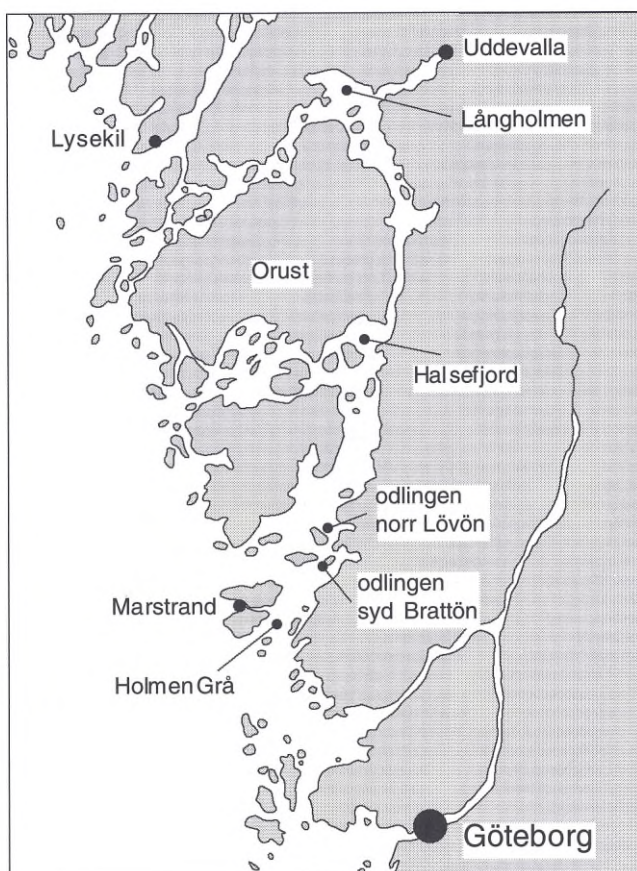 Uddevalla
Långholmen
Lysekil
Orust
Halsefjord
odlingen
norr Lövön
odlingen
syd Brattön
Marstrand
Holmen Grå
Göteborg